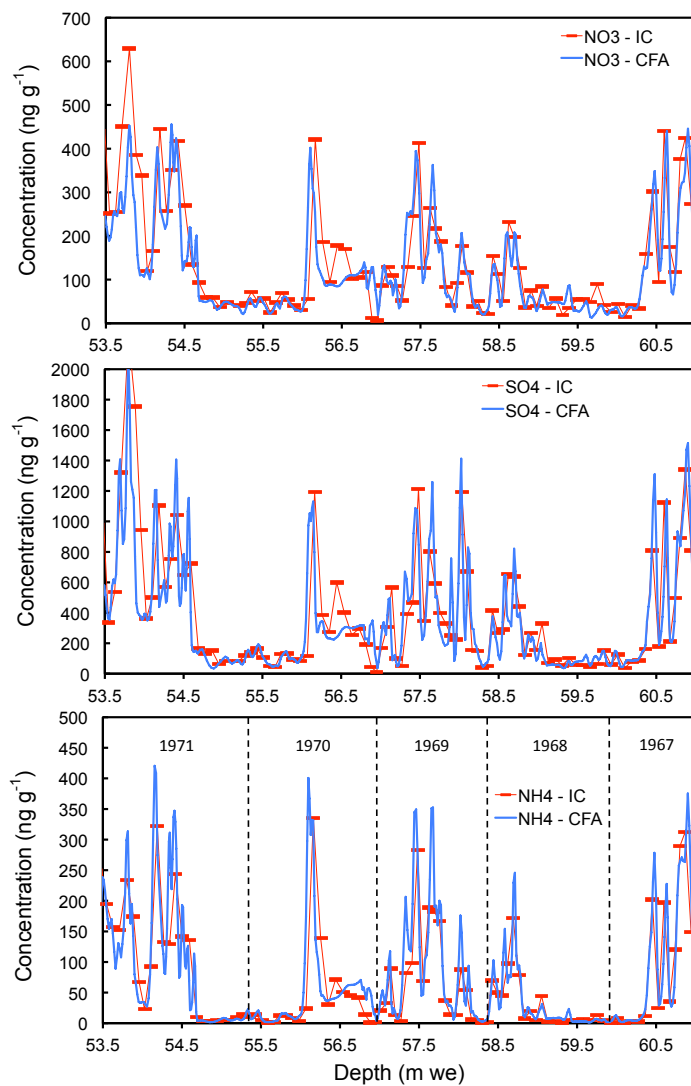 700
600
500
400
300
200
100
0
Concentration (ng g⁻¹)
NO3 - IC
NO3 - CFA
53.5 54.5 55.5 56.5 57.5 58.5 59.5 60.5
2000
1800
1600
1400
1200
1000
800
600
400
200
0
Concentration (ng g⁻¹)
SO4 - IC
SO4 - CFA
53.5 54.5 55.5 56.5 57.5 58.5 59.5 60.5
500
450
400
350
300
250
200
150
100
50
0
Concentration (ng g⁻¹)
1971 1970 1969 1968 1967
NH4 - IC
NH4 - CFA
53.5 54.5 55.5 56.5 57.5 58.5 59.5 60.5
Depth (m we)